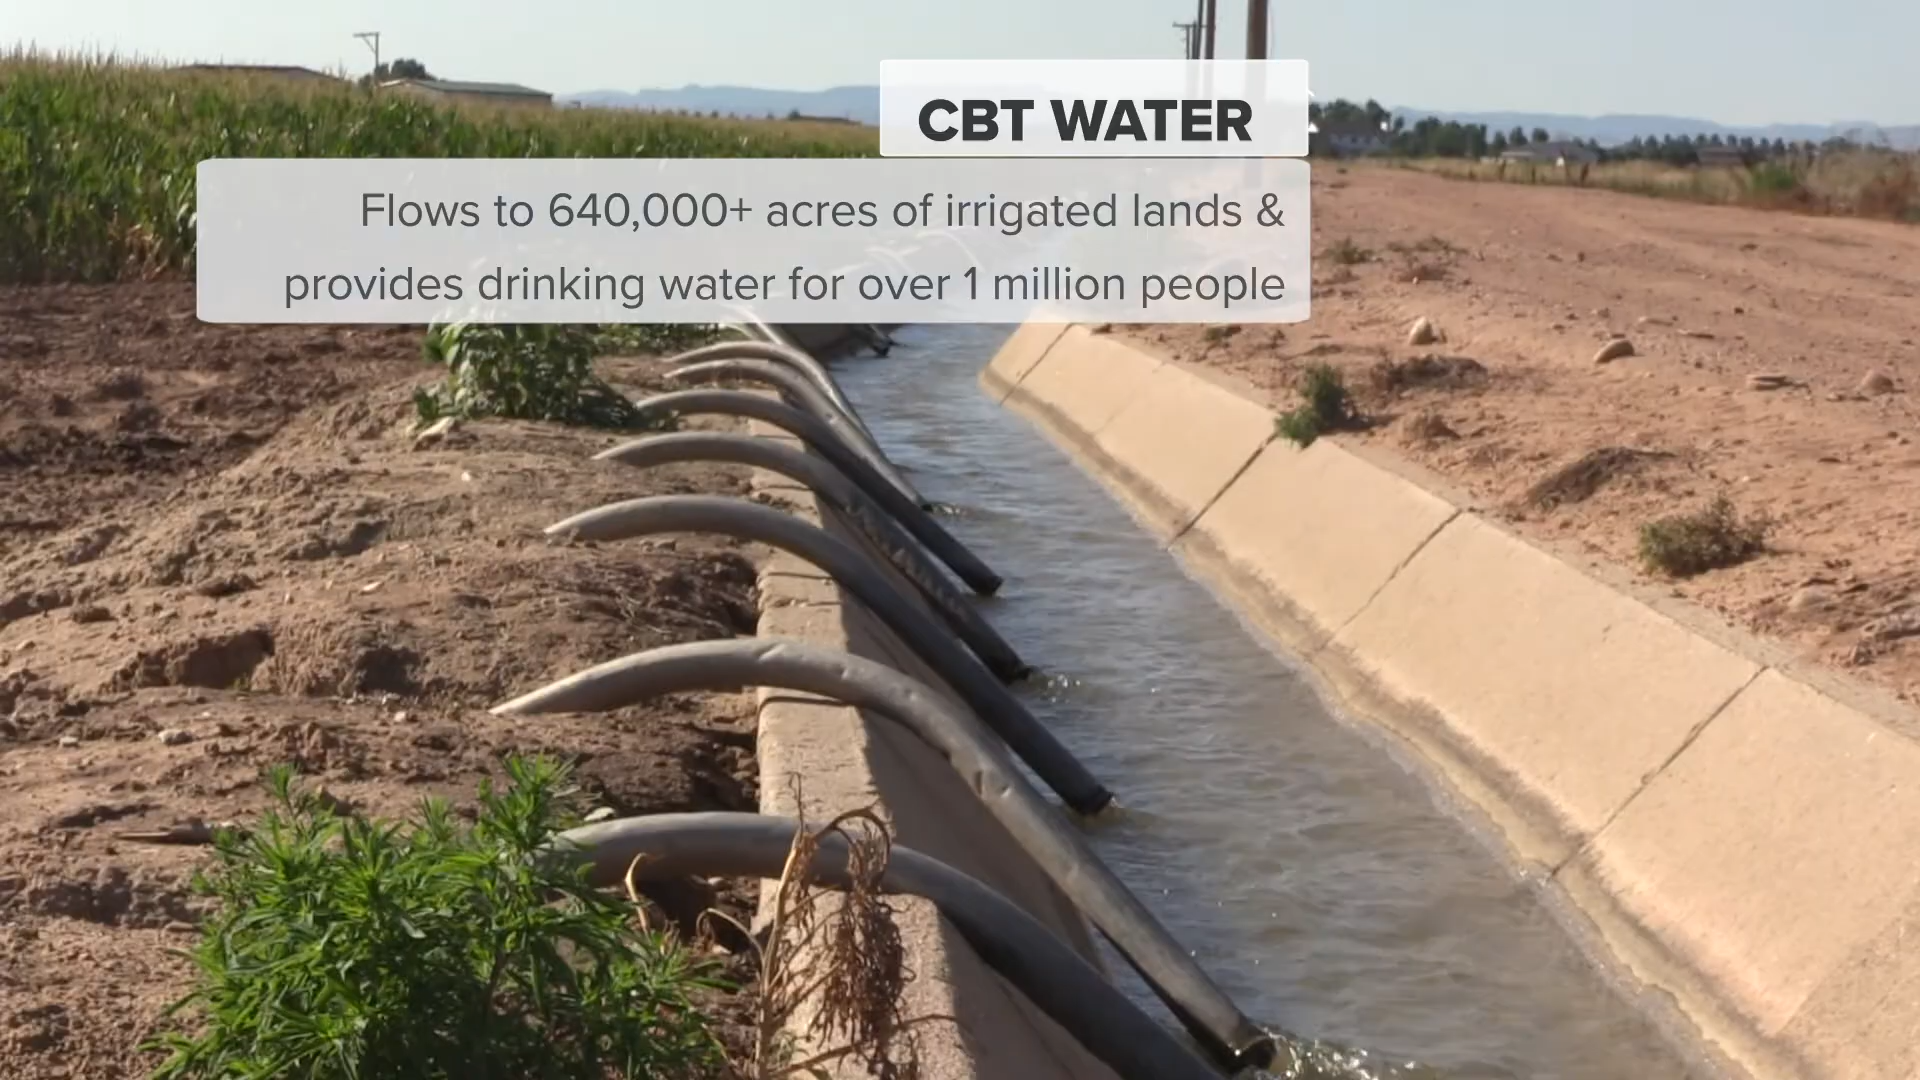 CBT WATER
Flows to 640,000+ acres of irrigated lands &
provides drinking water for over 1 million people